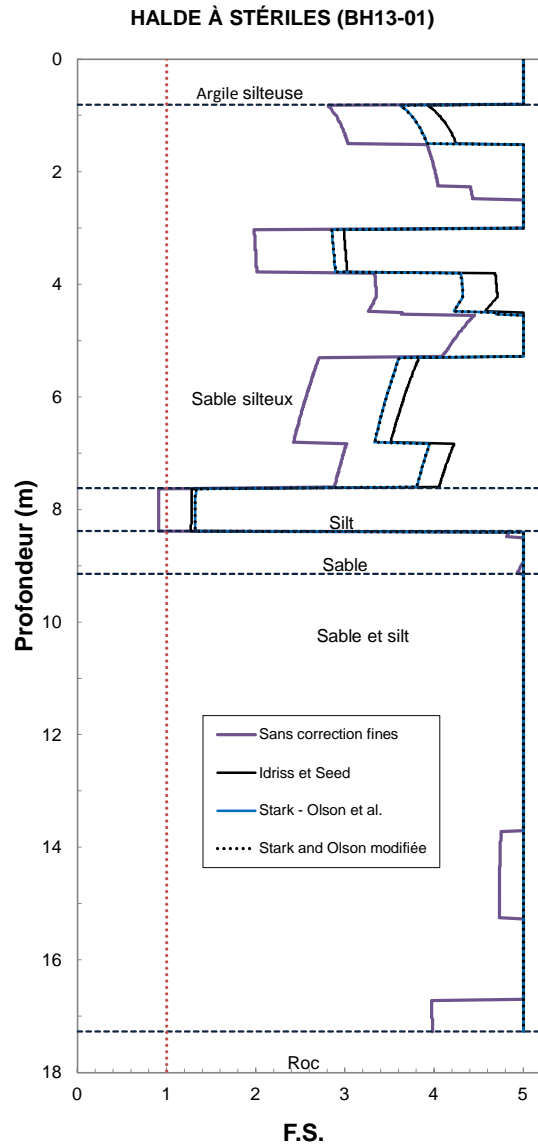 HALDE À STÉRILES (BH13-01)
0
Argile silteuse
2
4
6
Sable silteux
8
Silt
Sable
Profondeur (m)
10
Sable et silt
12
Sans correction fines
Idriss et Seed
Stark - Olson et al.
Stark and Olson modifiée
14
16
Roc
18
0 1 2 3 4 5
F.S.